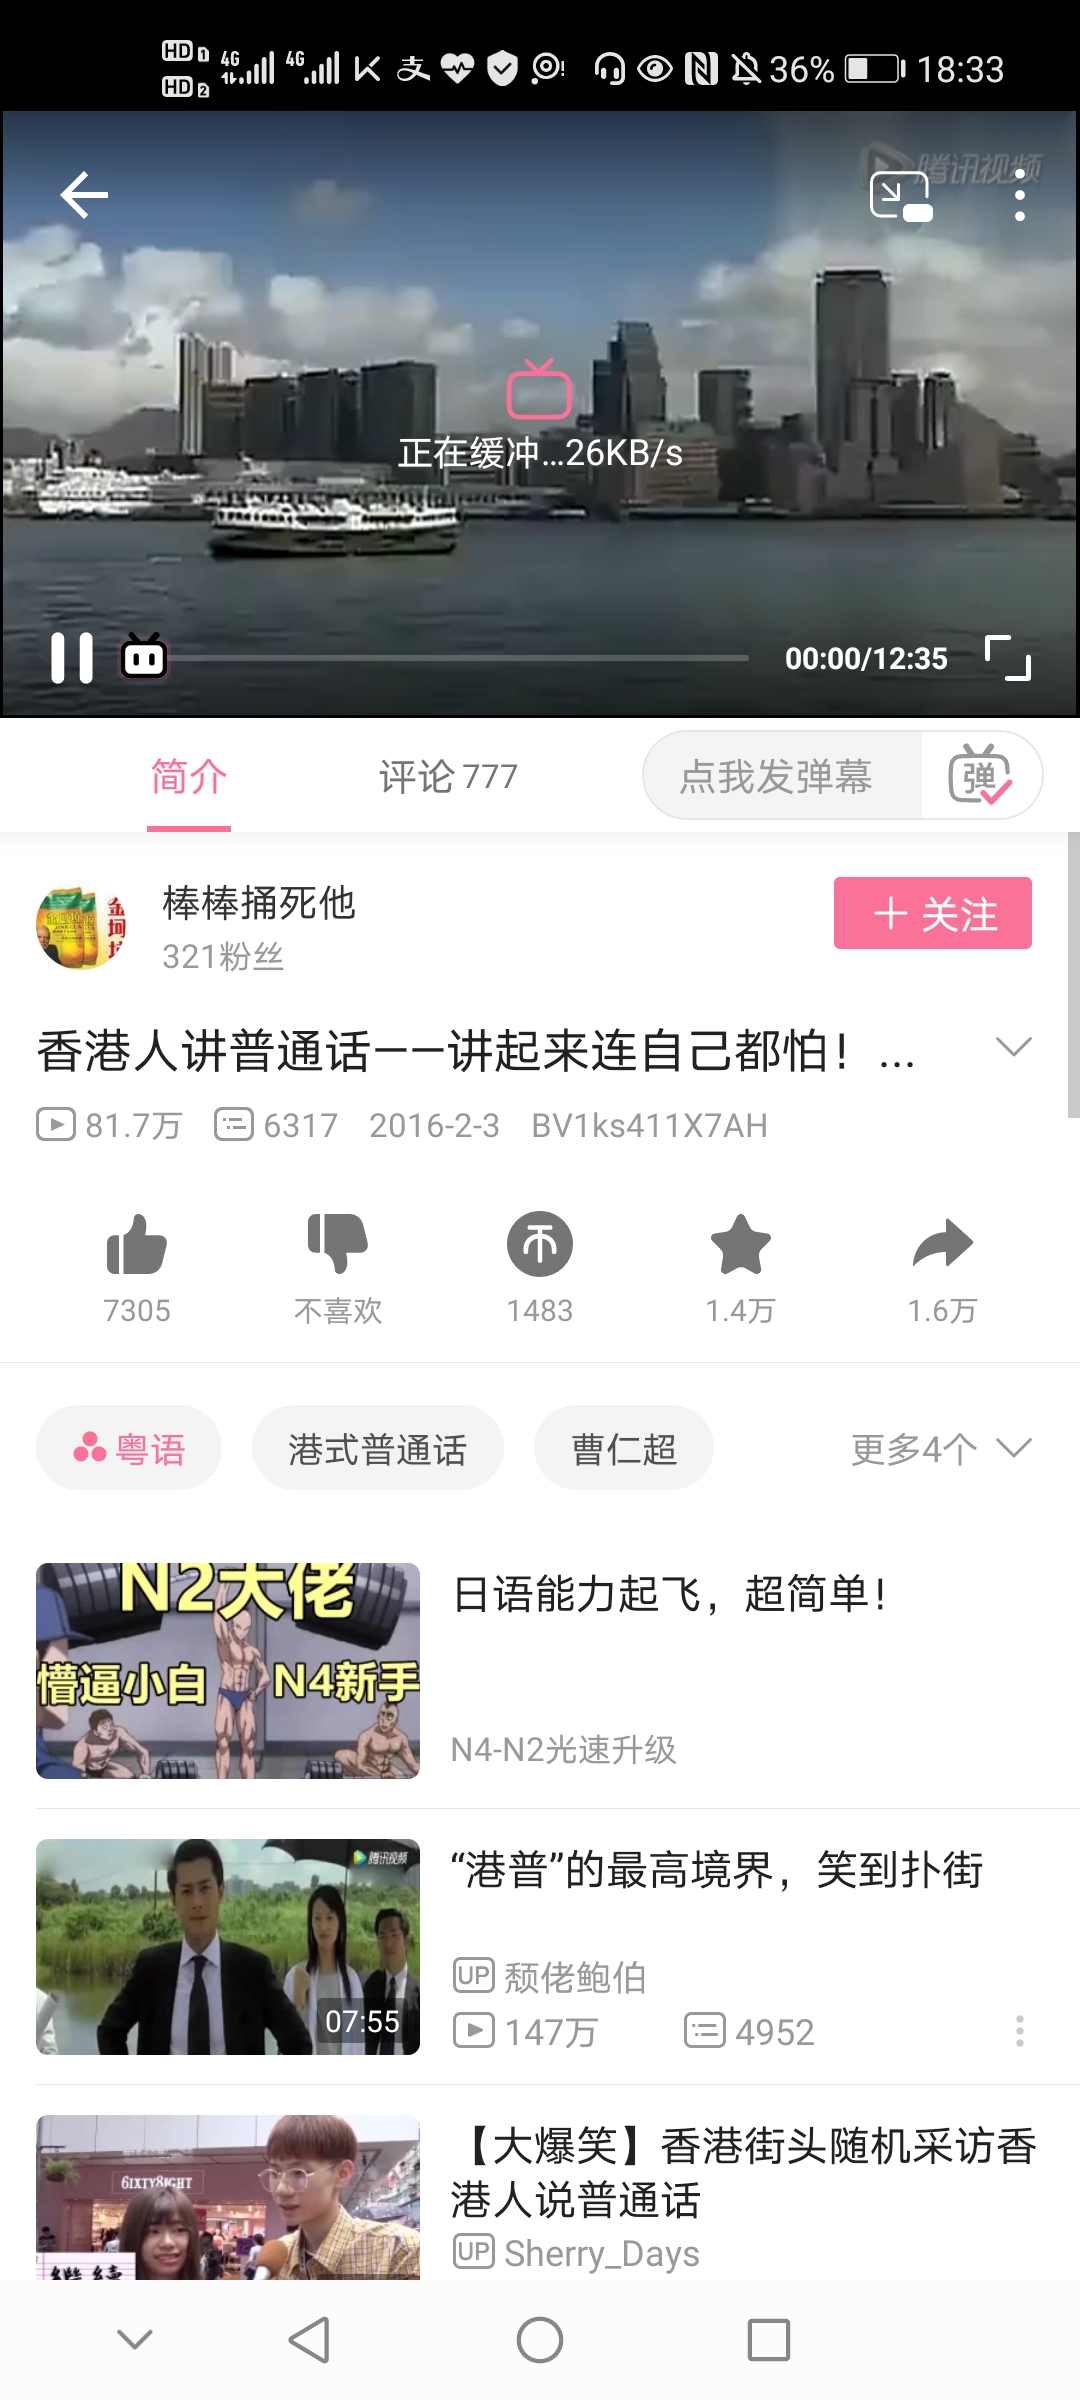 HD 1 4G 4G 36% 18:33
HD 2
腾讯视频
正在缓冲...26KB/s
00:00/12:35
简介 评论 777 点我发弹幕 弹
棒棒捅死他
321粉丝
+ 关注
香港人讲普通话——讲起来连自己都怕！...
81.7万 6317 2016-2-3 BV1ks411X7AH
7305 不喜欢 1483 1.4万 1.6万
粤语 港式普通话 曹仁超 更多4个
N2大佬
懵逼小白 N4新手
日语能力起飞，超简单！
N4-N2光速升级
腾讯视频
07:55
“港普”的最高境界，笑到扑街
UP 颓佬鲍伯
147万 4952
6IXTY8IGHT
【大爆笑】香港街头随机采访香
港人说普通话
UP Sherry_Days